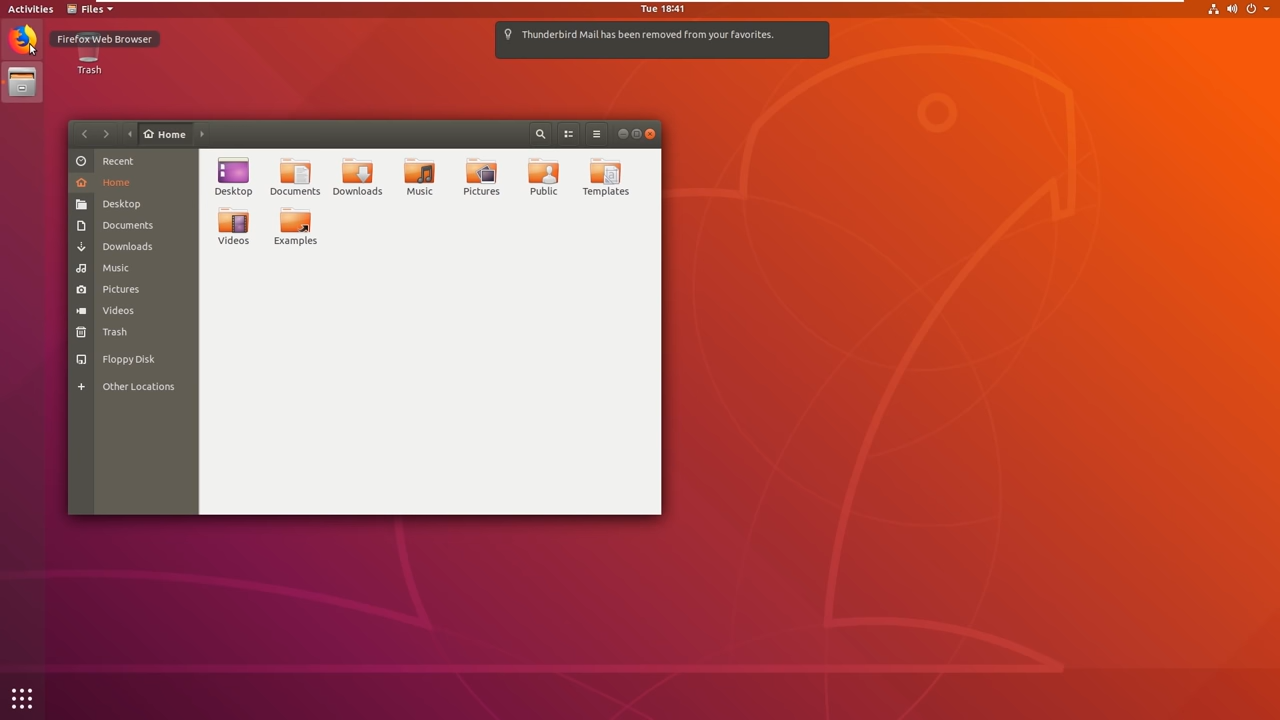 Activities Files Tue 18:41
Firefox Web Browser
Thunderbird Mail has been removed from your favorites.
Trash
Home
Recent
Home
Desktop
Documents
Downloads
Music
Pictures
Videos
Trash
Floppy Disk
Other Locations
Desktop Documents Downloads Music Pictures Public Templates
Videos Examples